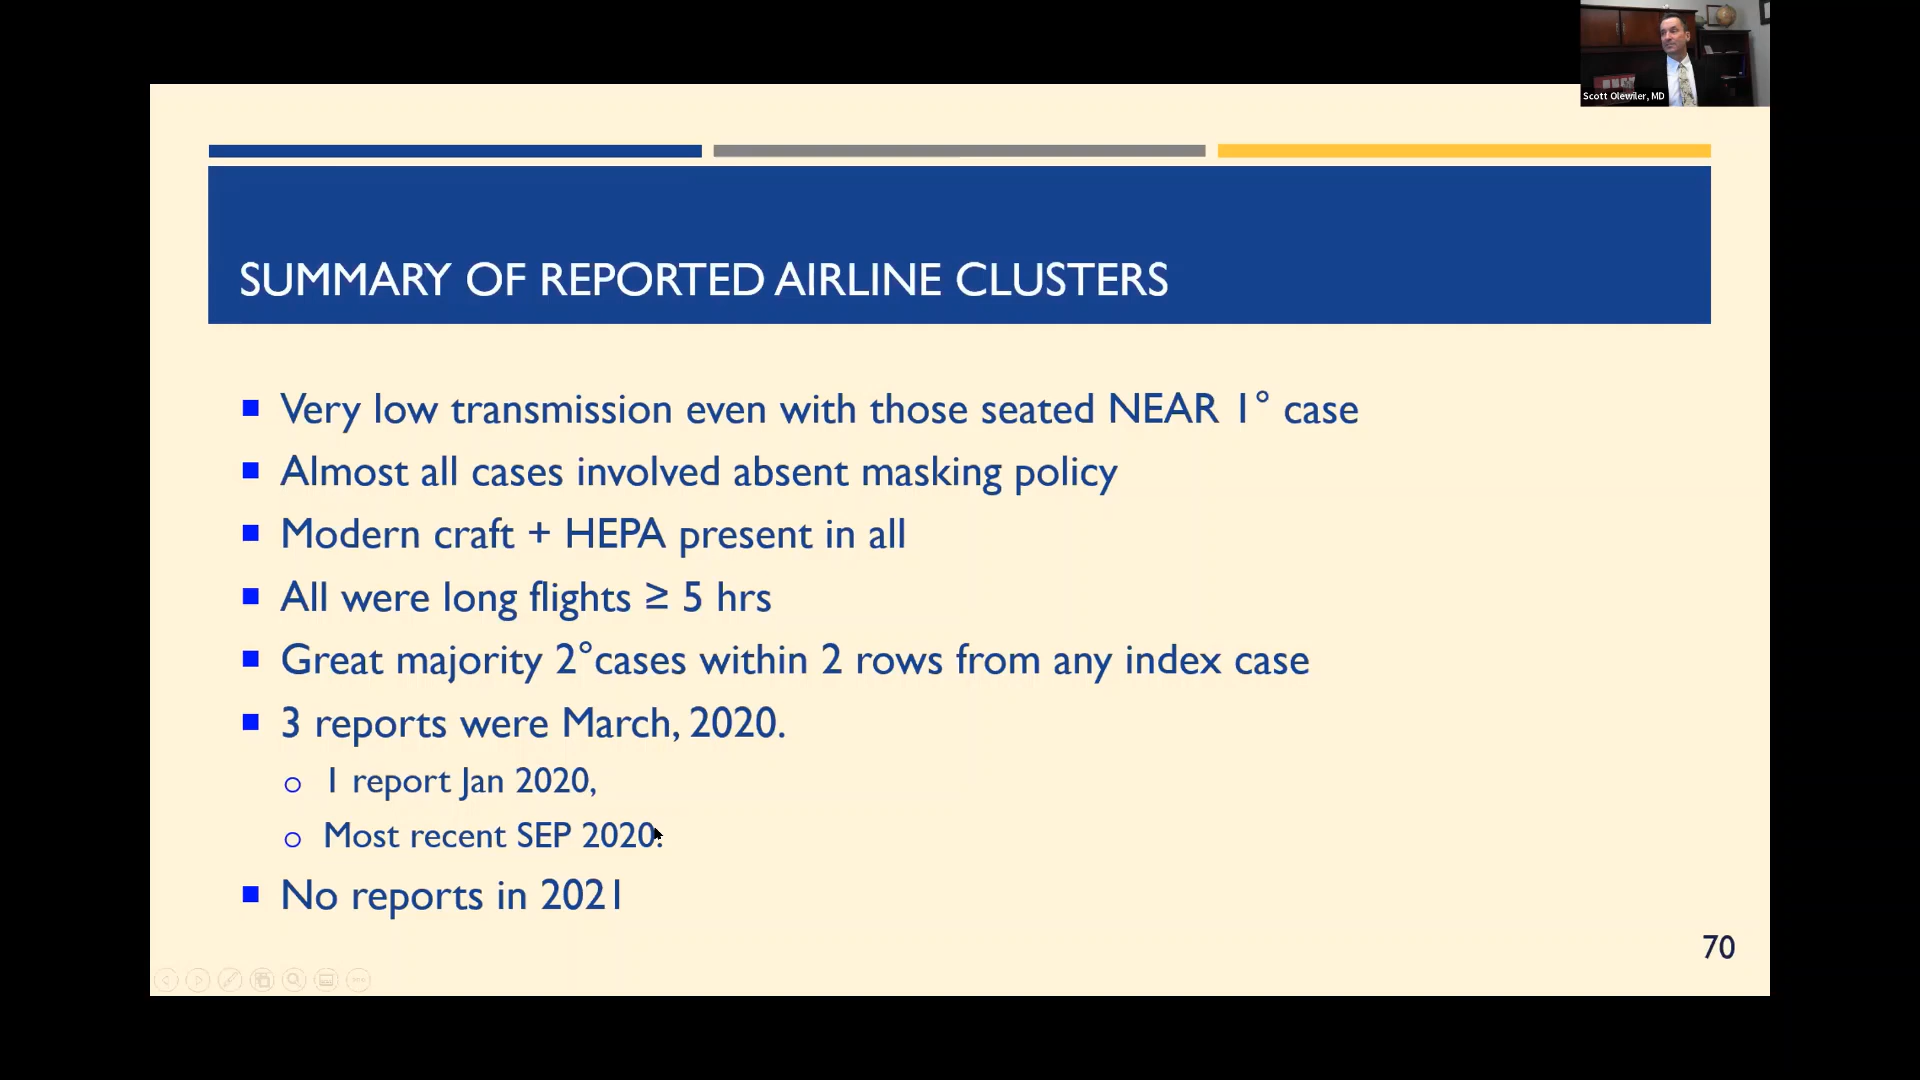 Scott Olewiler, MD
SUMMARY OF REPORTED AIRLINE CLUSTERS
Very low transmission even with those seated NEAR 1° case
Almost all cases involved absent masking policy
Modern craft + HEPA present in all
All were long flights ≥ 5 hrs
Great majority 2°cases within 2 rows from any index case
3 reports were March, 2020.
1 report Jan 2020,
Most recent SEP 2020.
No reports in 2021
70